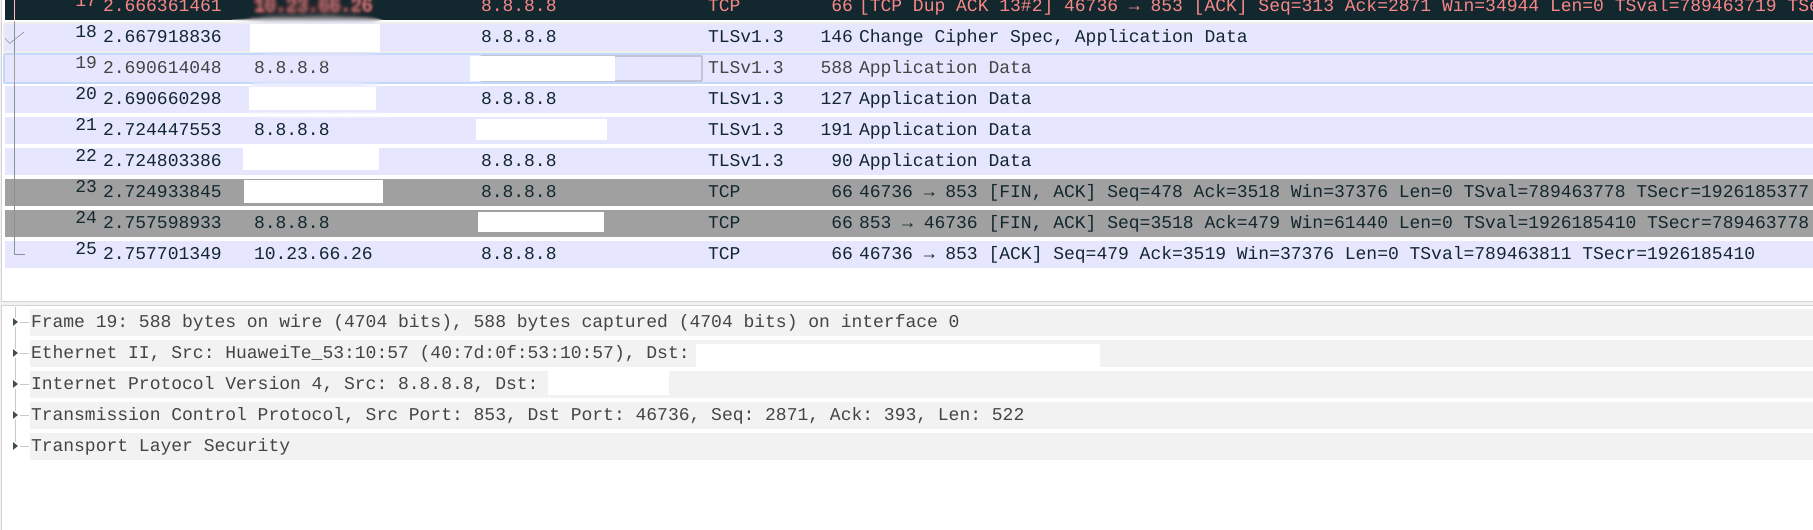 17 2.666361461 10.23.66.26 8.8.8.8 TCP 66 [TCP Dup ACK 13#2] 46736 → 853 [ACK] Seq=313 Ack=2871 Win=34944 Len=0 TSval=789463719
18 2.667918836 8.8.8.8 TLSv1.3 146 Change Cipher Spec, Application Data
19 2.690614048 8.8.8.8 TLSv1.3 588 Application Data
20 2.690660298 8.8.8.8 TLSv1.3 127 Application Data
21 2.724447553 8.8.8.8 TLSv1.3 191 Application Data
22 2.724803386 8.8.8.8 TLSv1.3 90 Application Data
23 2.724933845 8.8.8.8 TCP 66 46736 → 853 [FIN, ACK] Seq=478 Ack=3518 Win=37376 Len=0 TSval=789463778 TSecr=1926185377
24 2.757598933 8.8.8.8 TCP 66 853 → 46736 [FIN, ACK] Seq=3518 Ack=479 Win=61440 Len=0 TSval=1926185410 TSecr=789463778
25 2.757701349 10.23.66.26 8.8.8.8 TCP 66 46736 → 853 [ACK] Seq=479 Ack=3519 Win=37376 Len=0 TSval=789463811 TSecr=1926185410
Frame 19: 588 bytes on wire (4704 bits), 588 bytes captured (4704 bits) on interface 0
Ethernet II, Src: HuaweiTe_53:10:57 (40:7d:0f:53:10:57), Dst:
Internet Protocol Version 4, Src: 8.8.8.8, Dst:
Transmission Control Protocol, Src Port: 853, Dst Port: 46736, Seq: 2871, Ack: 393, Len: 522
Transport Layer Security